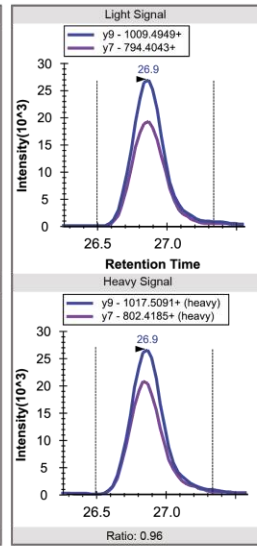 Light Signal
y9 - 1009.4949+
y7 - 794.4043+
26.9
30
25
20
15
10
5
0
Intensity(10^3)
26.5 27.0
Retention Time
Heavy Signal
y9 - 1017.5091+ (heavy)
y7 - 802.4185+ (heavy)
26.9
30
25
20
15
10
5
0
Intensity(10^3)
26.5 27.0
Ratio: 0.96